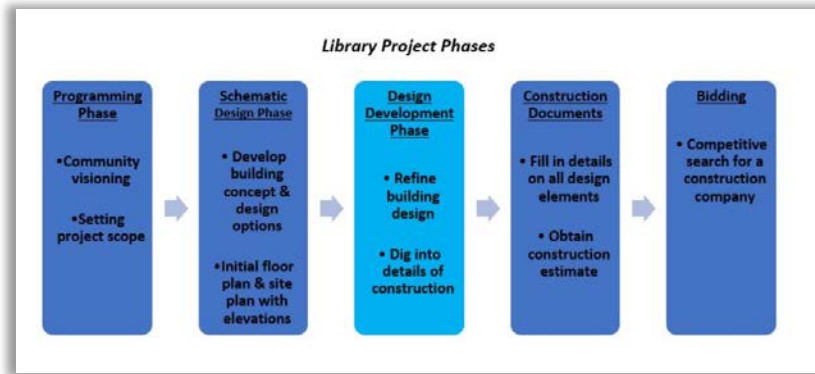 Library Project Phases
Programming
Phase
•Community
visioning
•Setting
project scope
Schematic
Design Phase
• Develop
building
concept &
design
options
•Initial floor
plan & site
plan with
elevations
Design
Development
Phase
• Refine
building
design
• Dig into
details of
construction
Construction
Documents
• Fill in details
on all design
elements
• Obtain
construction
estimate
Bidding
• Competitive
search for a
construction
company